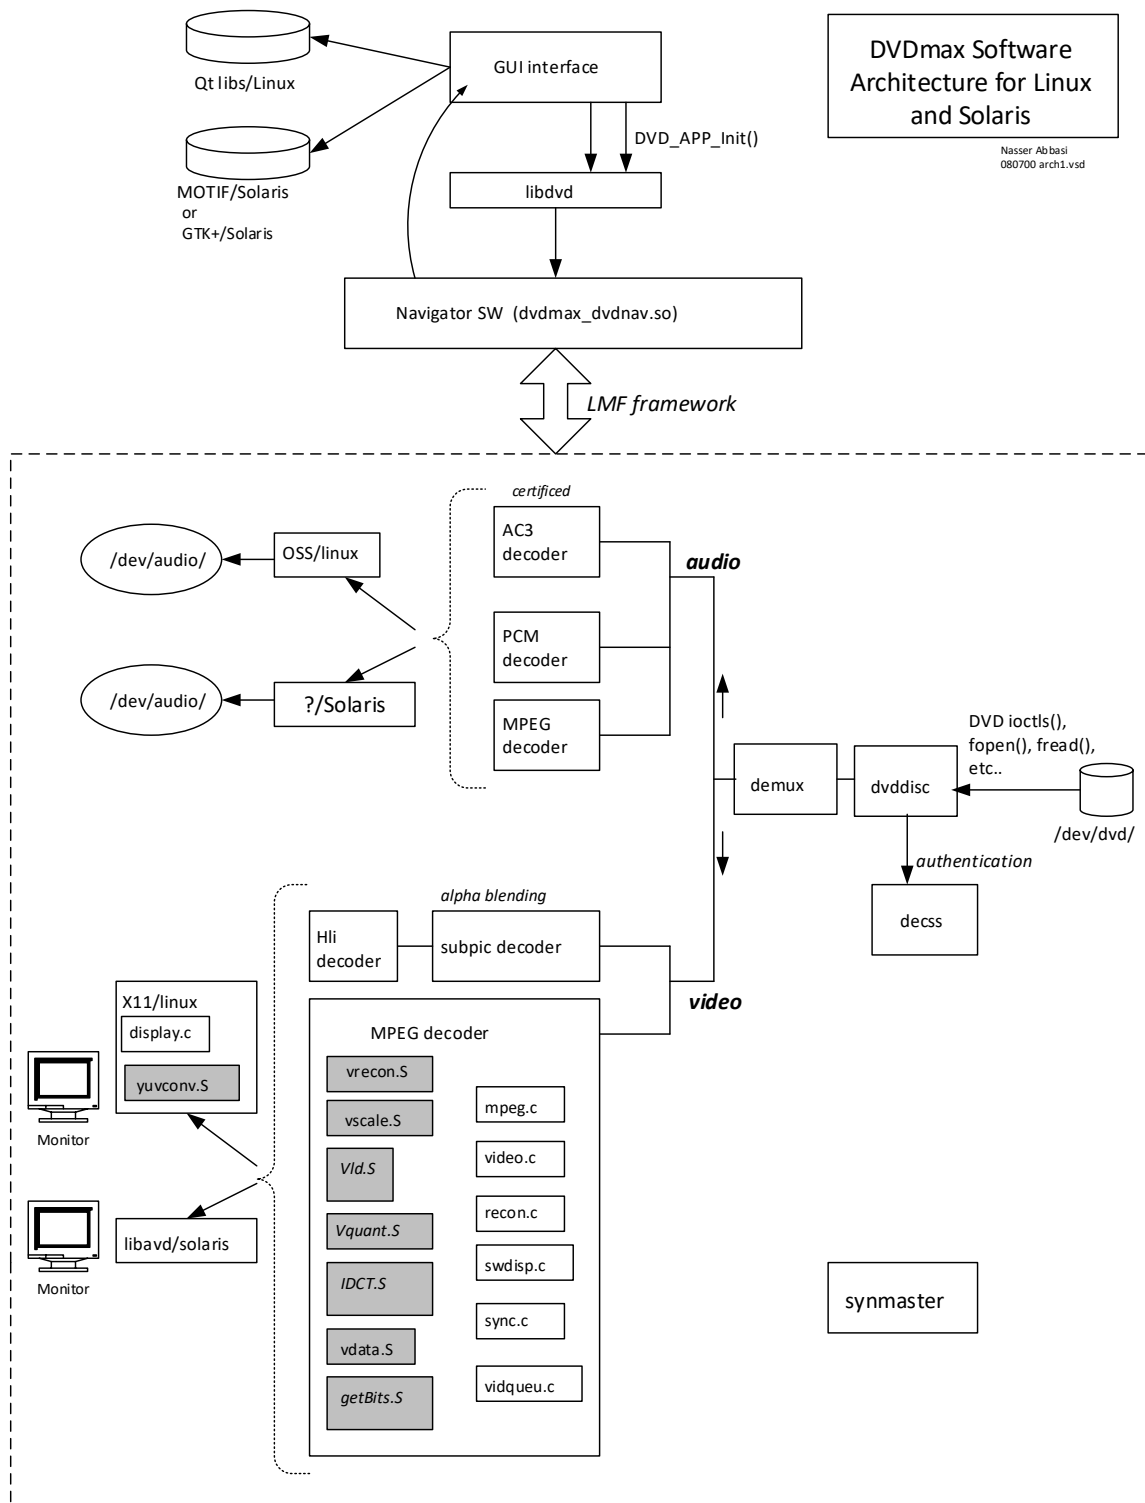 DVDmax Software
Architecture for Linux
and Solaris
Nasser Abbasi
080700 arch1.vsd
GUI interface
Qt libs/Linux
MOTIF/Solaris
or
GTK+/Solaris
DVD_APP_Init()
libdvd
Navigator SW (dvdmax_dvdnav.so)
LMF framework
certificed
AC3
decoder
PCM
decoder
MPEG
decoder
audio
OSS/linux
/dev/audio/
?/Solaris
/dev/audio/
demux
dvddisc
DVD ioctls(),
fopen(), fread(),
etc..
/dev/dvd/
authentication
decss
alpha blending
Hli
decoder
subpic decoder
video
X11/linux
display.c
yuvconv.S
Monitor
libavd/solaris
Monitor
MPEG decoder
vrecon.S
vscale.S
Vld.S
Vquant.S
IDCT.S
vdata.S
getBits.S
mpeg.c
video.c
recon.c
swdisp.c
sync.c
vidqueu.c
synmaster